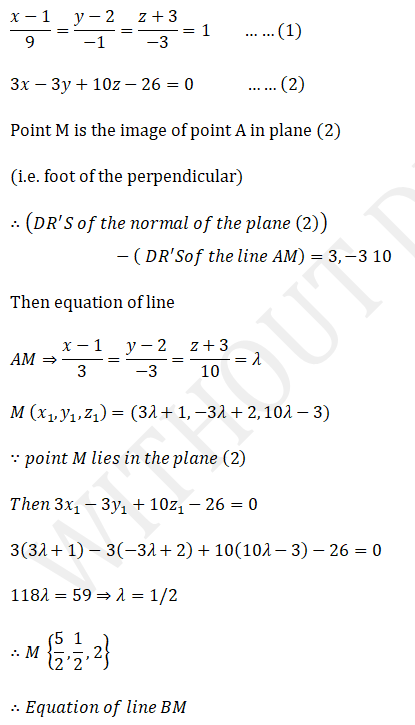 (x − 1)/9 = (y − 2)/−1 = (z + 3)/−3 = 1 … … (1)
3x − 3y + 10z − 26 = 0 … … (2)
Point M is the image of point A in plane (2)
(i.e. foot of the perpendicular)
∴ (DR′S of the normal of the plane (2))
− ( DR′Sof the line AM) = 3, −3 10
Then equation of line
AM ⇒ (x − 1)/3 = (y − 2)/−3 = (z + 3)/10 = λ
M (x₁, y₁, z₁) = (3λ + 1, −3λ + 2, 10λ − 3)
∵ point M lies in the plane (2)
Then 3x₁ − 3y₁ + 10z₁ − 26 = 0
3(3λ + 1) − 3(−3λ + 2) + 10(10λ − 3) − 26 = 0
118λ = 59 ⇒ λ = 1/2
∴ M {5/2, 1/2, 2}
∴ Equation of line BM
WITHOUT